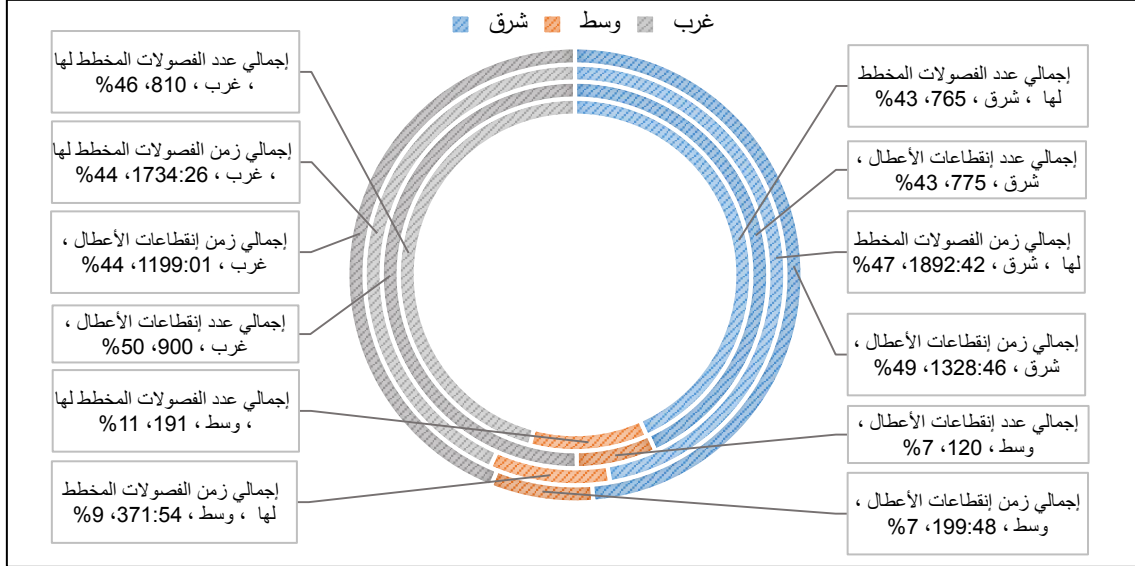 شرق وسط غرب
إجمالي عدد الفصولات المخطط
لها ، شرق ، 765، 43%
إجمالي عدد إنقطاعات الأعطال ،
شرق ، 775، 43%
إجمالي زمن الفصولات المخطط
لها ، شرق ، 1892:42، 47%
إجمالي زمن إنقطاعات الأعطال ،
شرق ، 1328:46، 49%
إجمالي عدد إنقطاعات الأعطال ،
وسط ، 120، 7%
إجمالي زمن إنقطاعات الأعطال ،
وسط ، 199:48، 7%
إجمالي عدد الفصولات المخطط لها
، غرب ، 810، 46%
إجمالي زمن الفصولات المخطط لها
، غرب ، 1734:26، 44%
إجمالي زمن إنقطاعات الأعطال ،
غرب ، 1199:01، 44%
إجمالي عدد إنقطاعات الأعطال ،
غرب ، 900، 50%
إجمالي عدد الفصولات المخطط لها
، وسط ، 191، 11%
إجمالي زمن الفصولات المخطط
لها ، وسط ، 371:54، 9%